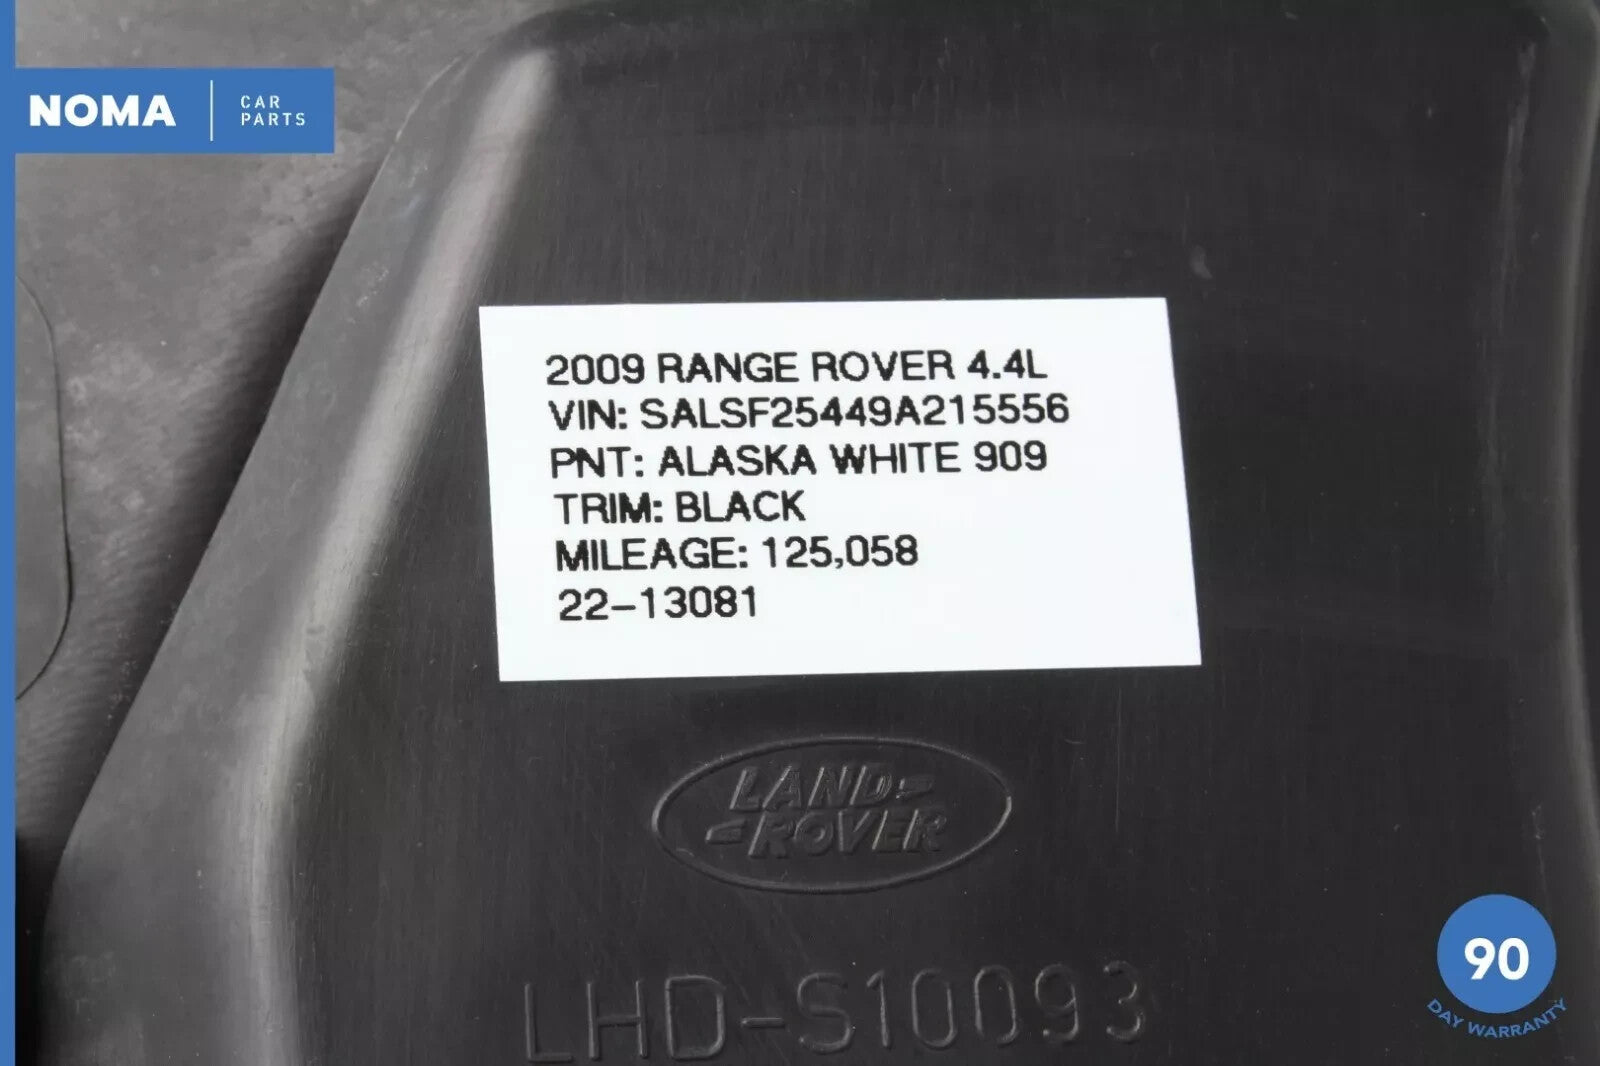 NOMA
CAR
PARTS
2009 RANGE ROVER 4.4L
VIN: SALSF25449A215556
PNT: ALASKA WHITE 909
TRIM: BLACK
MILEAGE: 125,058
22-13081
LAND-
-ROVER
LHD-S10093
90
DAY WARRANTY